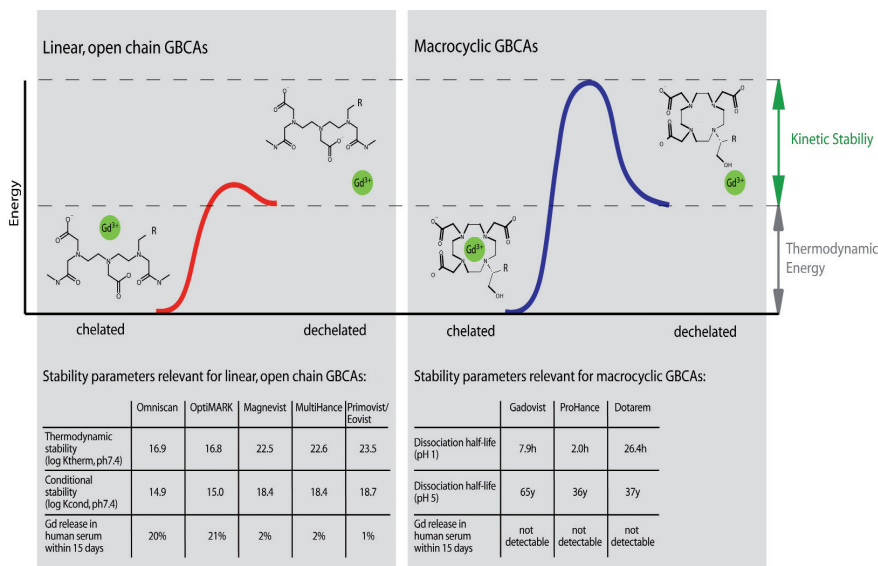 Linear, open chain GBCAs
Macrocyclic GBCAs
Energy
Kinetic Stabiliy
Thermodynamic
Energy
O⁻
O
O
N
N
N
R
N
O
O
O
N
Gd³⁺
Gd³⁺
O⁻
O
O
N
N
N
R
N
O
O
O
N
O⁻
O
O
O
N
N
N
N
Gd³⁺
O
O
R
OH
O⁻
O
O
O
N
N
N
N
O
O
R
OH
Gd³⁺
chelated
dechelated
chelated
dechelated
Stability parameters relevant for linear, open chain GBCAs:
Omniscan OptiMARK Magnevist MultiHance Primovist/
Eovist
Thermodynamic
stability
(log Ktherm, ph7.4)
16.9 16.8 22.5 22.6 23.5
Conditional
stability
(log Kcond, ph7.4)
14.9 15.0 18.4 18.4 18.7
Gd release in
human serum
within 15 days
20% 21% 2% 2% 1%
Stability parameters relevant for macrocyclic GBCAs:
Gadovist ProHance Dotarem
Dissociation half-life
(pH 1)
7.9h 2.0h 26.4h
Dissociation half-life
(pH 5)
65y 36y 37y
Gd release in
human serum
within 15 days
not not not
detectable detectable detectable